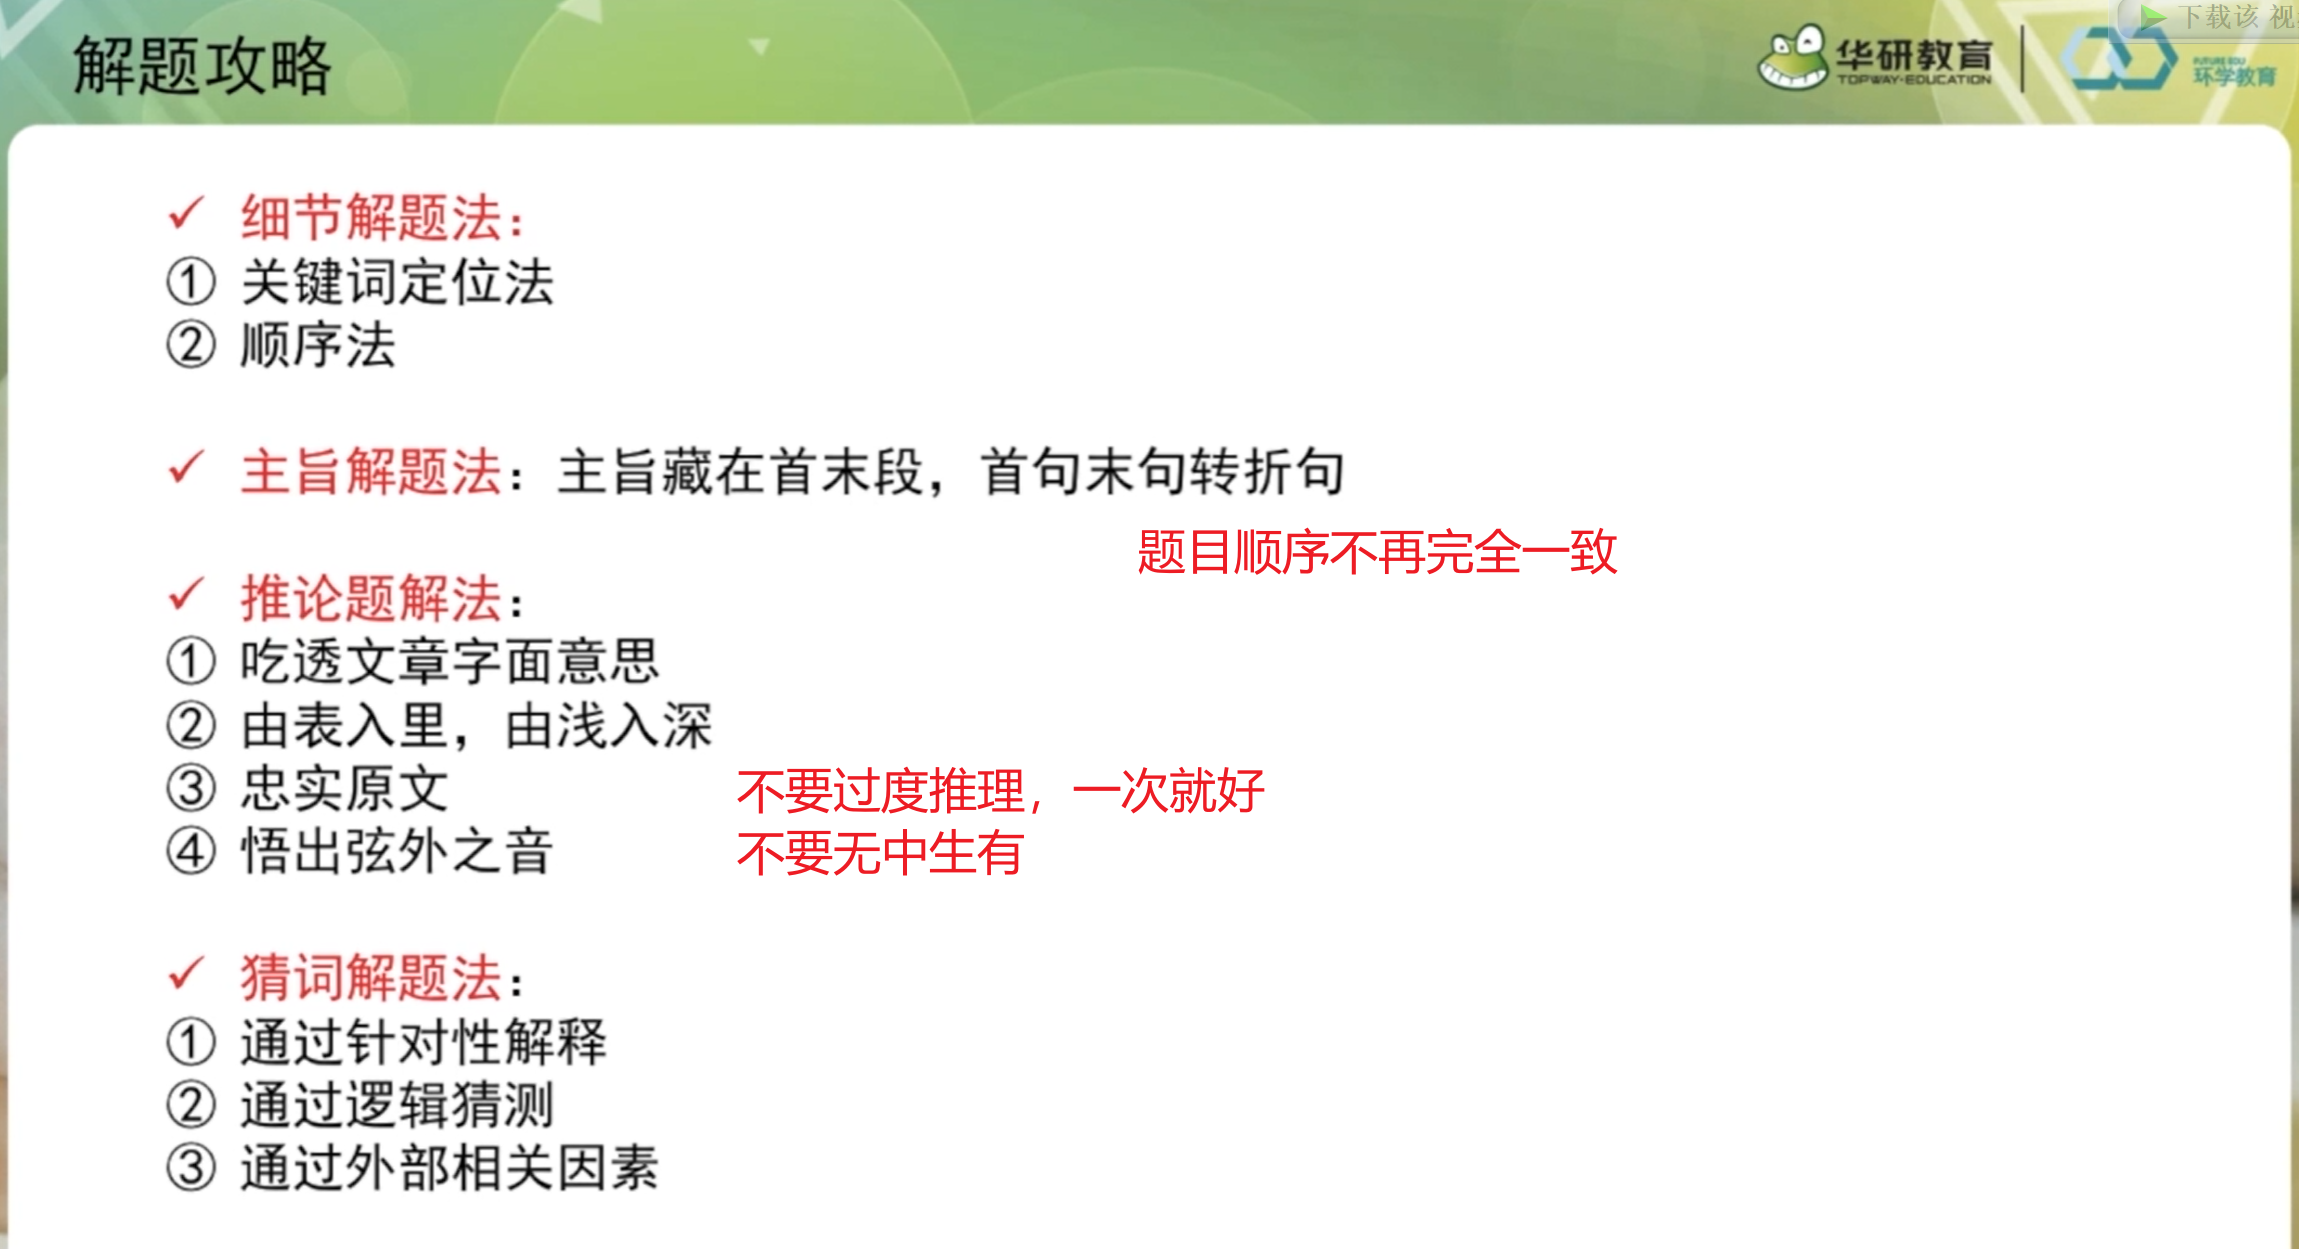 解题攻略
华研教育
TOPWAY-EDUCATION
FUTURE EDU
环学教育
下载该 视
✓ 细节解题法：
① 关键词定位法
② 顺序法
✓ 主旨解题法：主旨藏在首末段，首句末句转折句
题目顺序不再完全一致
✓ 推论题解法：
① 吃透文章字面意思
② 由表入里，由浅入深
③ 忠实原文
不要过度推理，一次就好
④ 悟出弦外之音
不要无中生有
✓ 猜词解题法：
① 通过针对性解释
② 通过逻辑猜测
③ 通过外部相关因素